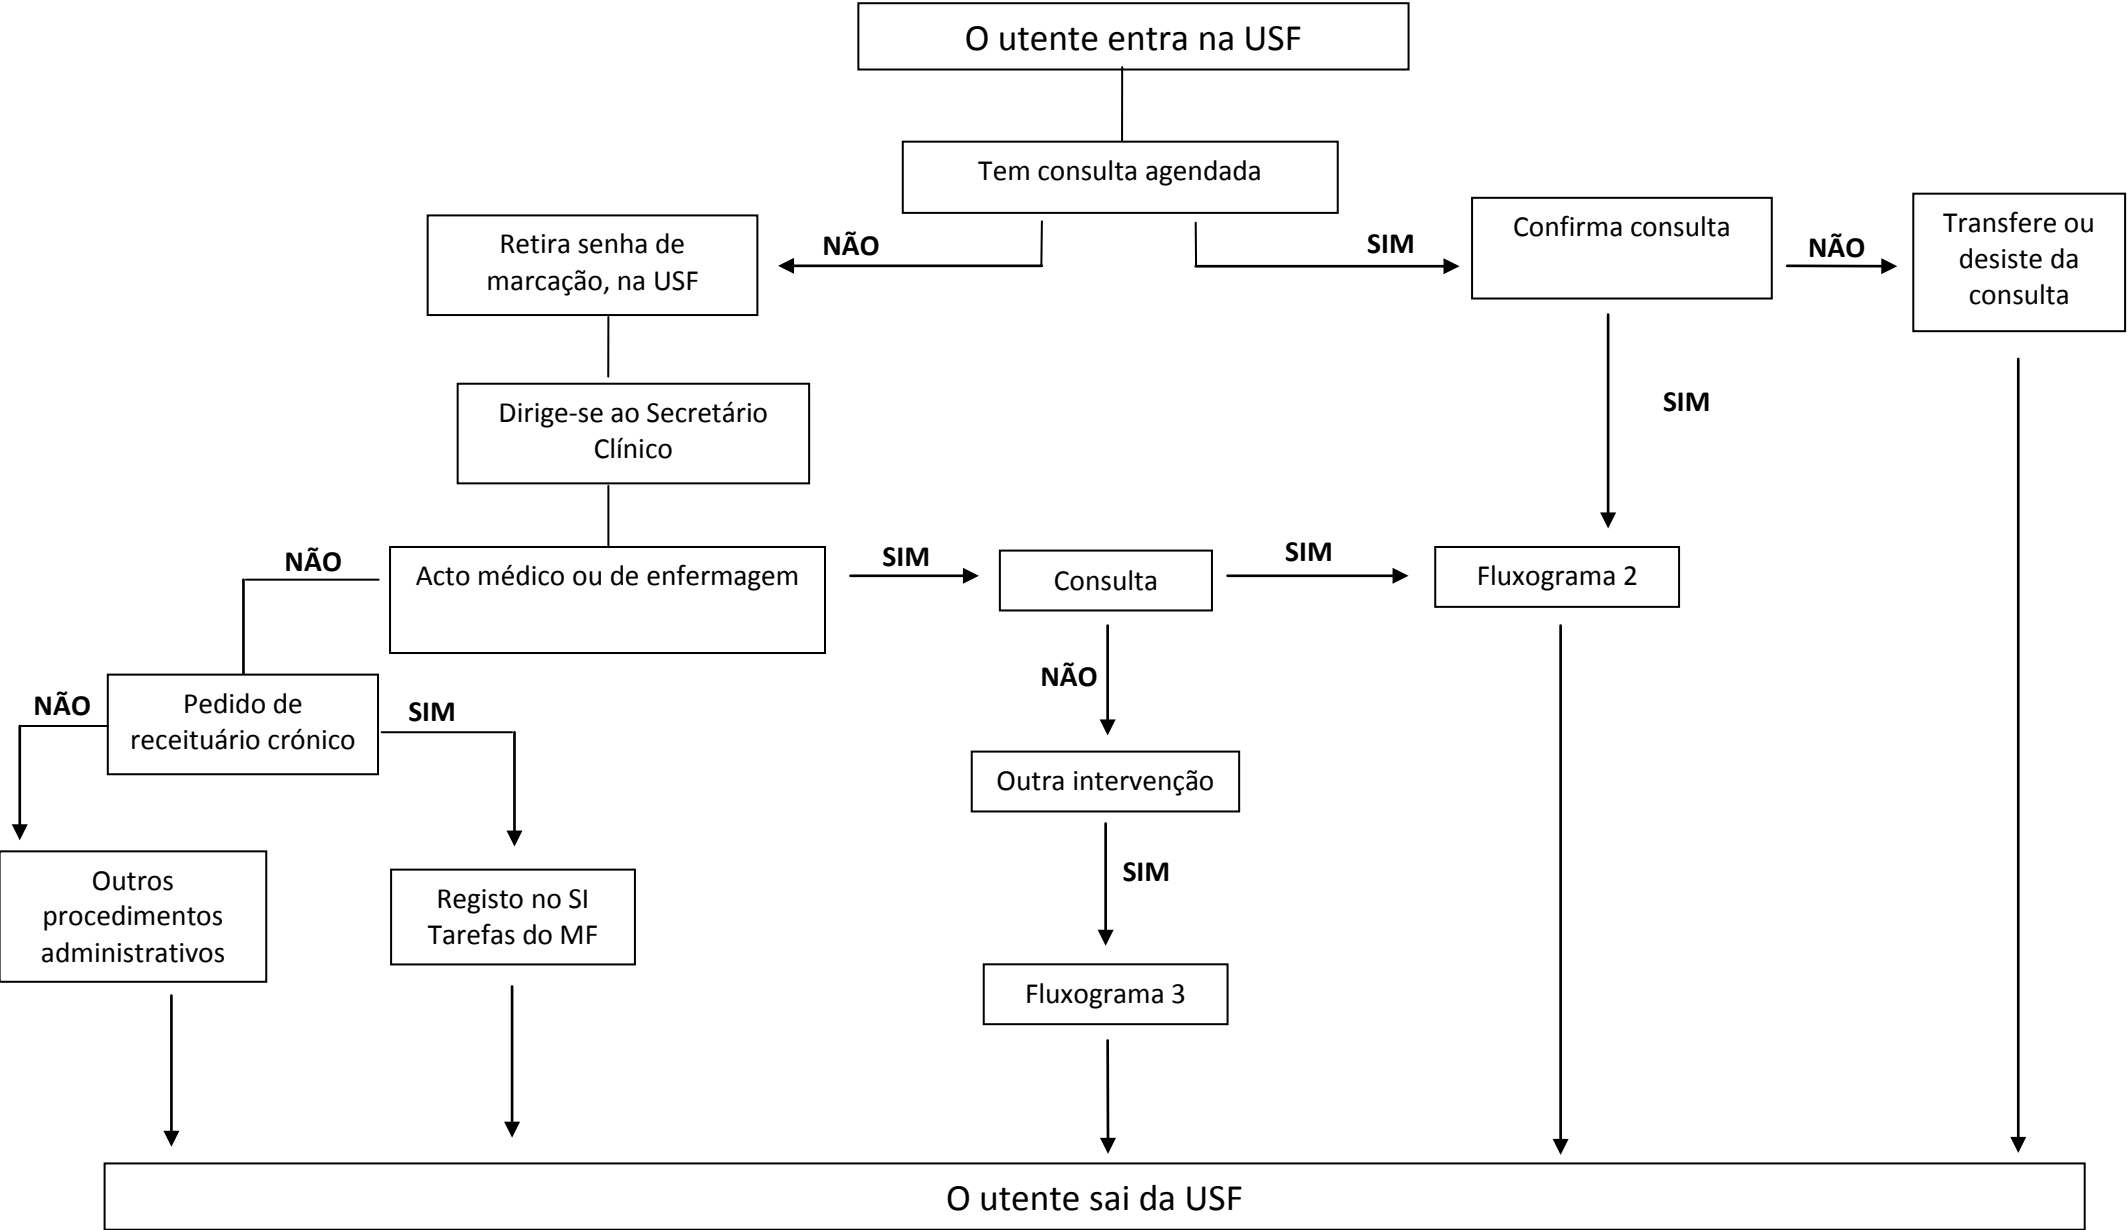 O utente entra na USF
Tem consulta agendada
Retira senha de
marcação, na USF
NÃO
SIM
Confirma consulta
NÃO
Transfere ou
desiste da
consulta
Dirige-se ao Secretário
Clínico
SIM
NÃO
Acto médico ou de enfermagem
SIM
Consulta
SIM
Fluxograma 2
NÃO
NÃO
Pedido de
receituário crónico
SIM
Outra intervenção
SIM
Outros
procedimentos
administrativos
Registo no SI
Tarefas do MF
Fluxograma 3
O utente sai da USF